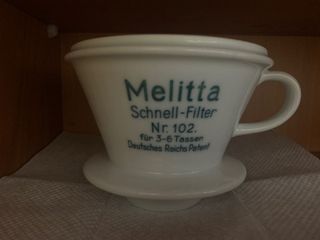 Melitta
Schnell-Filter
Nr. 102.
für 3-6 Tassen
Deutsches Reichs Patent